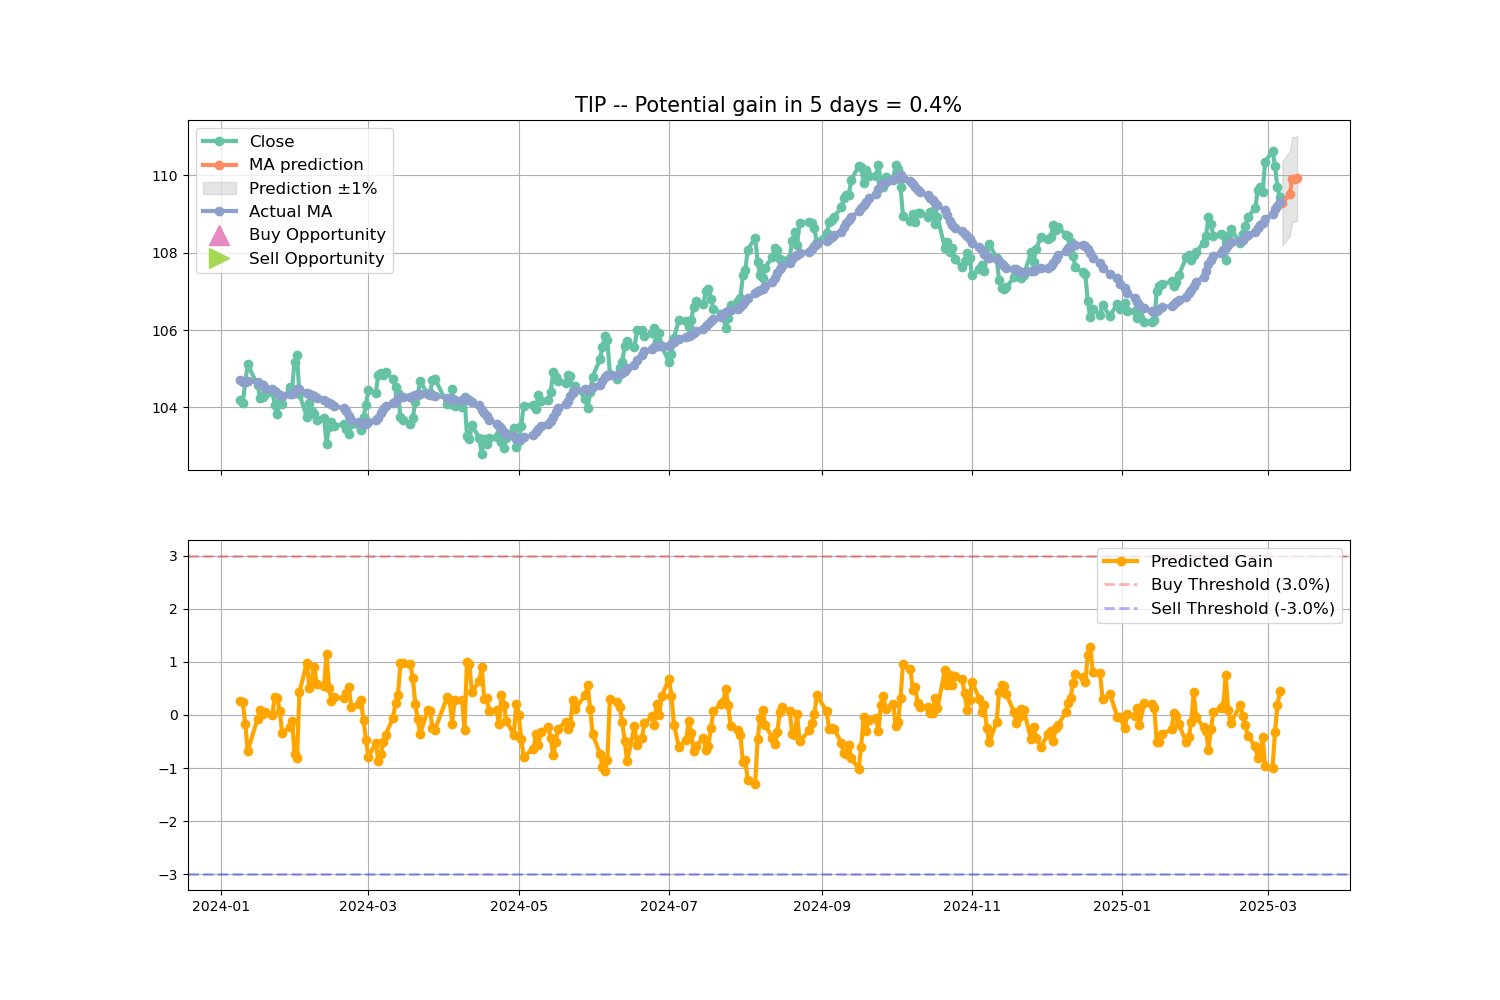 TIP -- Potential gain in 5 days = 0.4%
Close
MA prediction
Prediction ±1%
Actual MA
Buy Opportunity
Sell Opportunity
110
108
106
104
Predicted Gain
Buy Threshold (3.0%)
Sell Threshold (-3.0%)
3
2
1
0
−1
−2
−3
2024-01 2024-03 2024-05 2024-07 2024-09 2024-11 2025-01 2025-03